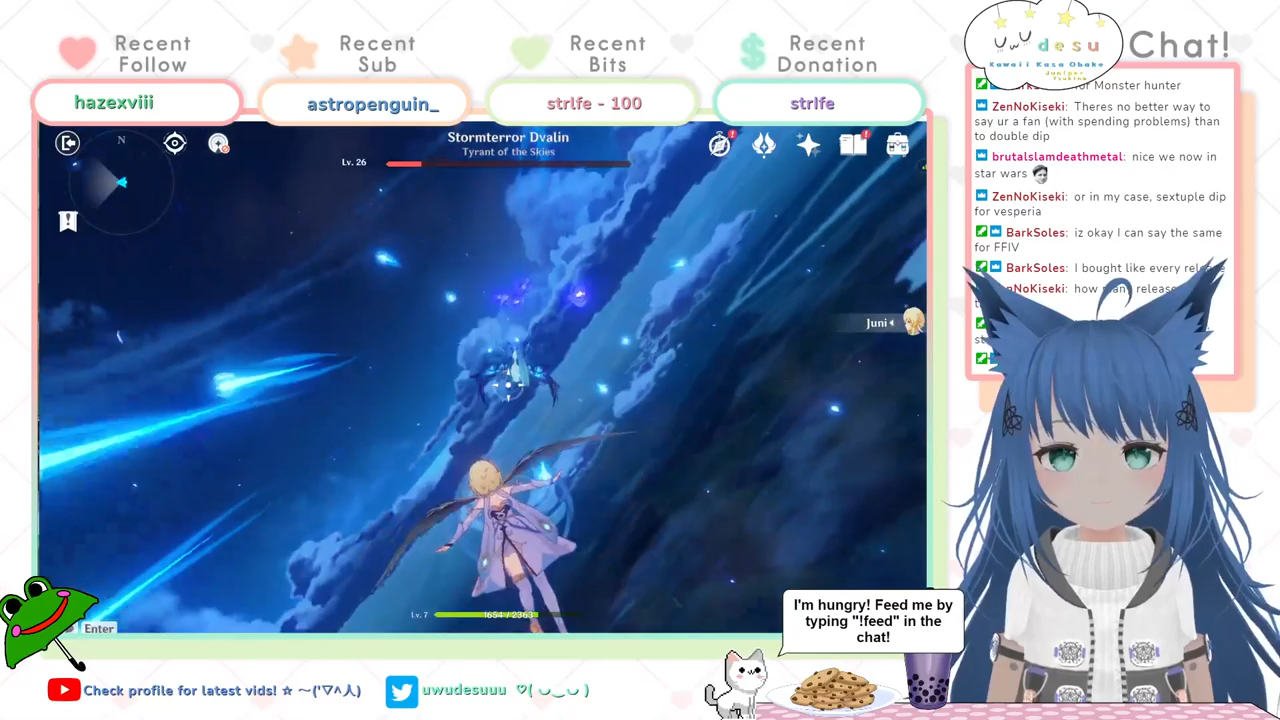 Recent
Follow
Recent
Sub
Recent
Bits
Recent
Donation
UwU desu
Kawaii Kasa Obake
Juniper
Tsukino
Chat!
hazexviii
astropenguin_
strlfe - 100
strlfe
N
Stormterror Dvalin
Tyrant of the Skies
Lv. 26
Juni
Lv. 7
1654 / 2363
Enter
for Monster hunter
ZenNoKiseki: Theres no better way to
say ur a fan (with spending problems) than
to double dip
brutalslamdeathmetal: nice we now in
star wars
ZenNoKiseki: or in my case, sextuple dip
for vesperia
BarkSoles: iz okay I can say the same
for FFIV
BarkSoles: I bought like every
how many
I'm hungry! Feed me by
typing "!feed" in the
chat!
Check profile for latest vids! ☆ ~('▽^人)
uwudesuuu ♡( ◡‿◡ )